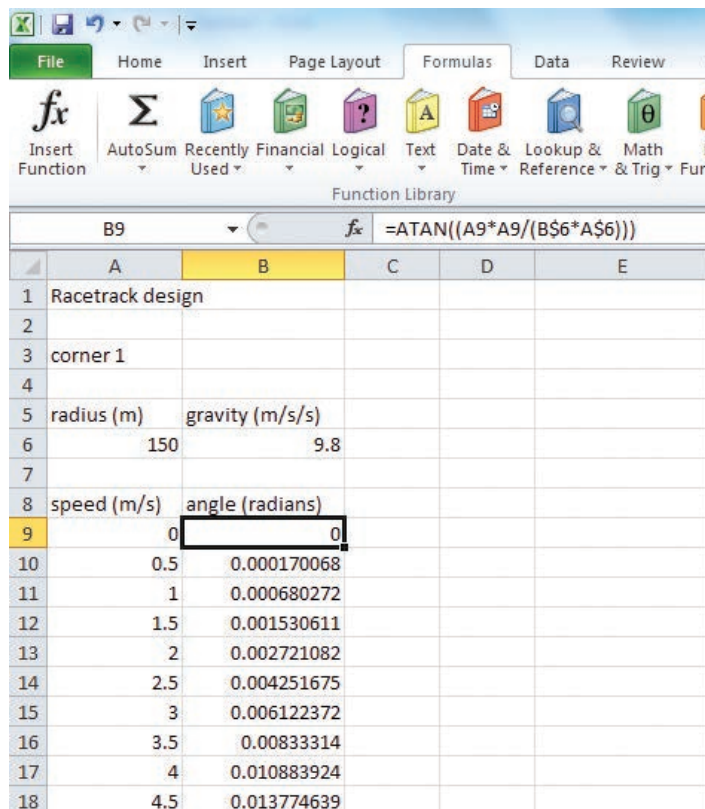 File Home Insert Page Layout Formulas Data Review
fx Σ ? A θ
Insert Function AutoSum Recently Used Financial Logical Text Date & Time Lookup & Reference Math & Trig Fur
Function Library
B9 fx =ATAN((A9*A9/(B$6*A$6)))
A B C D E
1 Racetrack design
2
3 corner 1
4
5 radius (m) gravity (m/s/s)
6 150 9.8
7
8 speed (m/s) angle (radians)
9 0 0
10 0.5 0.000170068
11 1 0.000680272
12 1.5 0.001530611
13 2 0.002721082
14 2.5 0.004251675
15 3 0.006122372
16 3.5 0.00833314
17 4 0.010883924
18 4.5 0.013774639